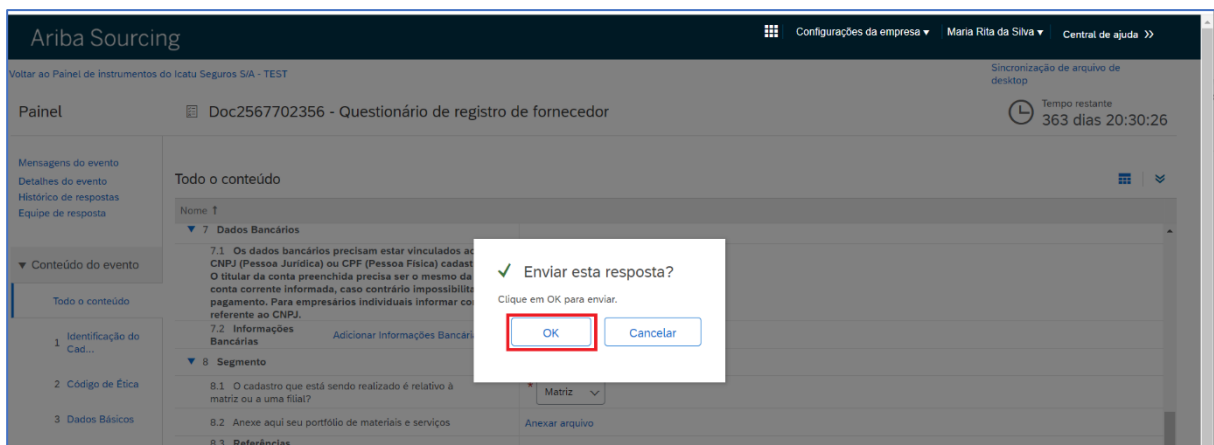 Ariba Sourcing
Configurações da empresa ▾
Maria Rita da Silva ▾
Central de ajuda >>
Voltar ao Painel de instrumentos do Icatu Seguros S/A - TEST
Sincronização de arquivo de
desktop
Painel
Doc2567702356 - Questionário de registro de fornecedor
Tempo restante
363 dias 20:30:26
Mensagens do evento
Detalhes do evento
Histórico de respostas
Equipe de resposta
▼ Conteúdo do evento
Todo o conteúdo
1 Identificação do
Cad...
2 Código de Ética
3 Dados Básicos
Todo o conteúdo
Nome ↑
▼ 7 Dados Bancários
7.1 Os dados bancários precisam estar vinculados
CNPJ (Pessoa Jurídica) ou CPF (Pessoa Física)
O titular da conta preenchida precisa ser o mesmo da
conta corrente informada, caso contrário
pagamento. Para empresários individuais informar
referente ao CNPJ.
7.2 Informações
Bancárias
Adicionar Informações
▼ 8 Segmento
8.1 O cadastro que está sendo realizado é relativo à
matriz ou a uma filial?
* Matriz
8.2 Anexe aqui seu portfólio de materiais e serviços
Anexar arquivo
8.3 Referências
Enviar esta resposta?
Clique em OK para enviar.
OK
Cancelar